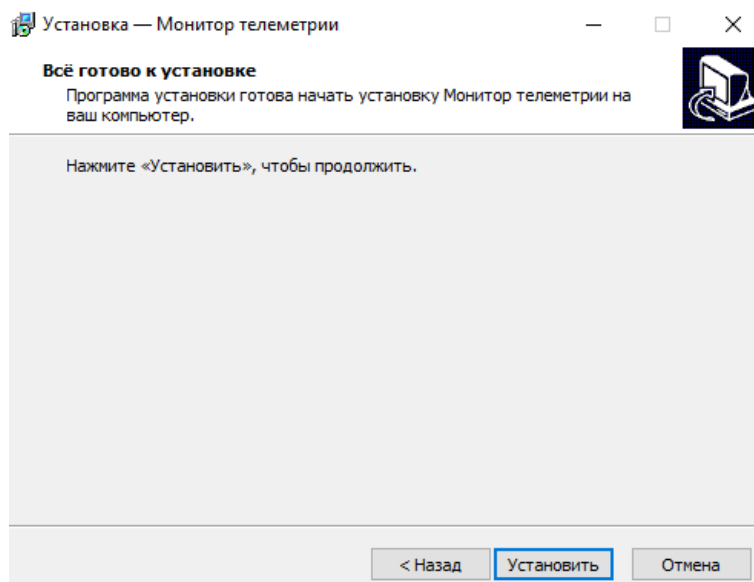 Установка — Монитор телеметрии
Всё готово к установке
Программа установки готова начать установку Монитор телеметрии на
ваш компьютер.
Нажмите «Установить», чтобы продолжить.
< Назад
Установить
Отмена